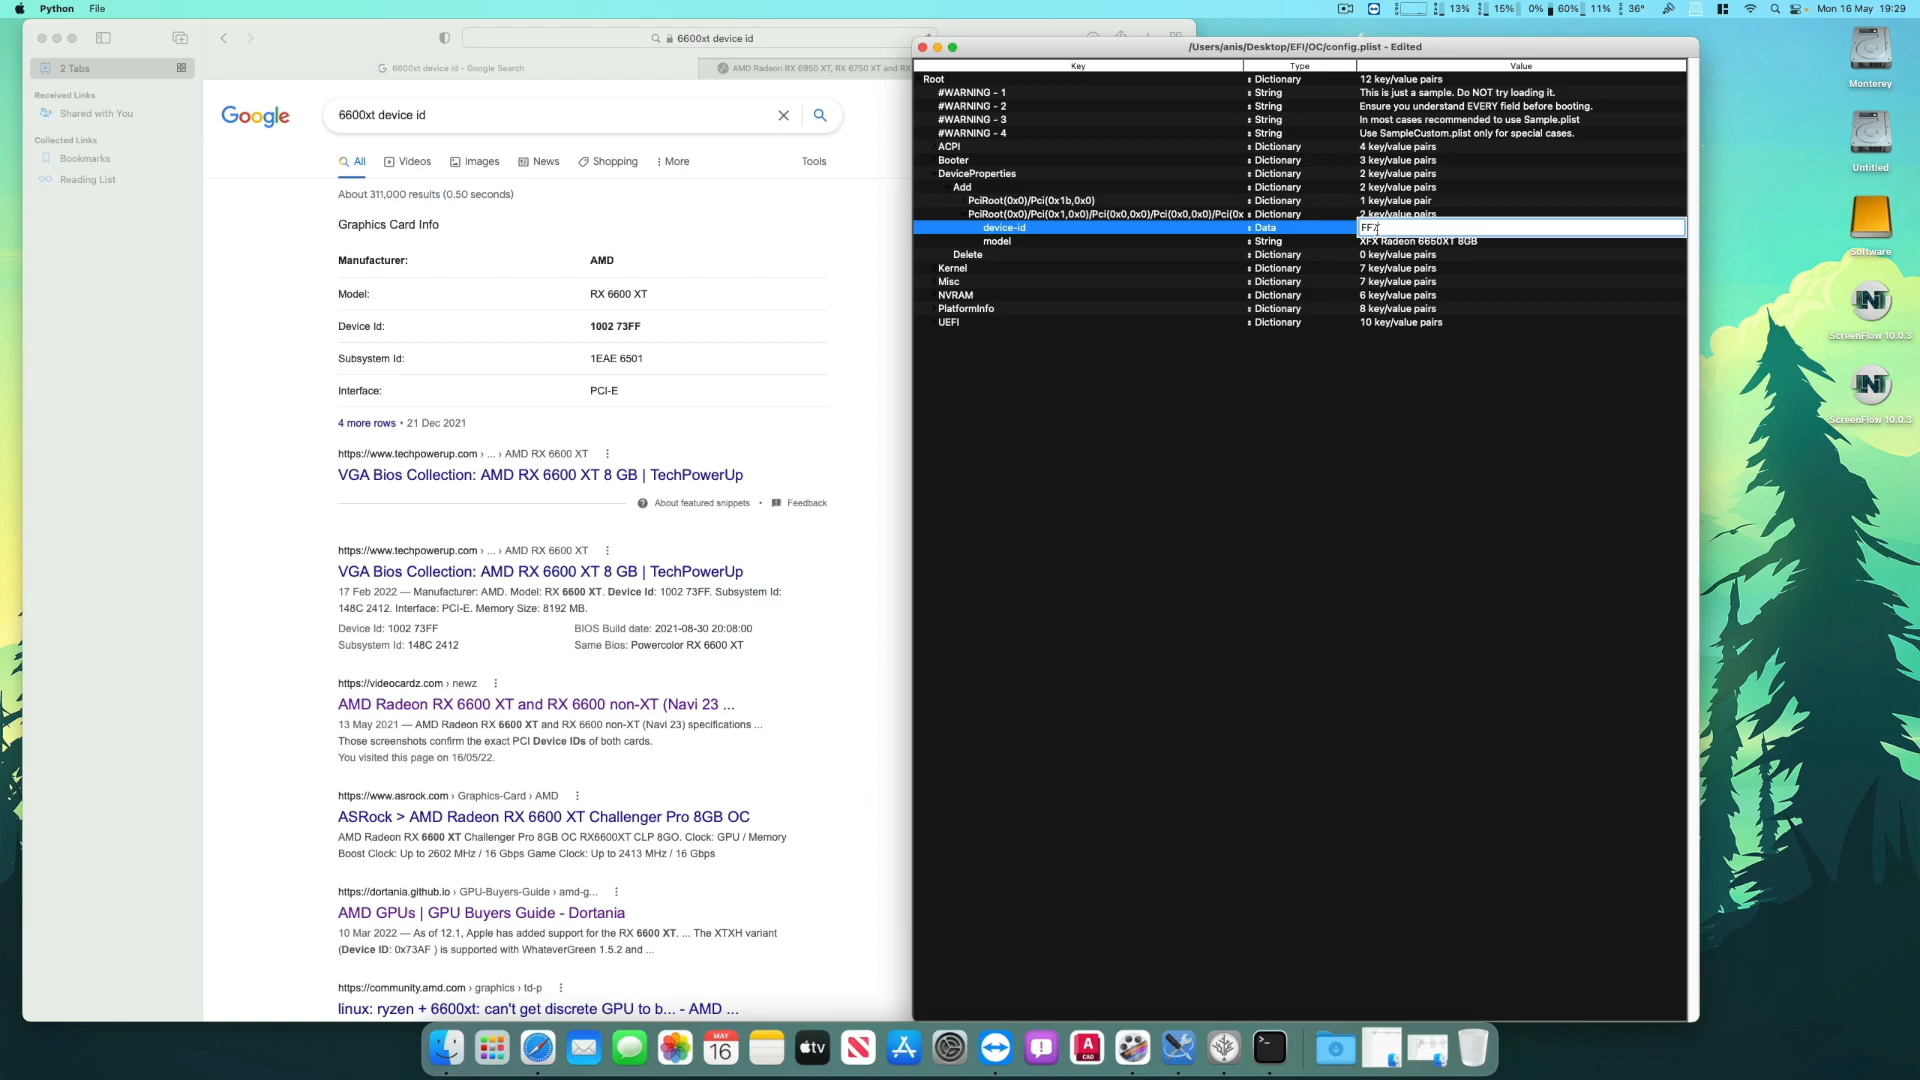 Python File
13% 15% 0% 60% 11% 36° Mon 16 May 19:29
6600xt device id
2 Tabs
6600xt device id - Google Search
AMD Radeon RX 6950 XT, RX 6750 XT and RX
Received Links
Shared with You
Collected Links
Bookmarks
Reading List
Google
6600xt device id
All Videos Images News Shopping More Tools
About 311,000 results (0.50 seconds)
Graphics Card Info
Manufacturer: AMD
Model: RX 6600 XT
Device Id: 1002 73FF
Subsystem Id: 1EAE 6501
Interface: PCI-E
4 more rows • 21 Dec 2021
https://www.techpowerup.com › ... › AMD RX 6600 XT
VGA Bios Collection: AMD RX 6600 XT 8 GB | TechPowerUp
About featured snippets • Feedback
https://www.techpowerup.com › ... › AMD RX 6600 XT
VGA Bios Collection: AMD RX 6600 XT 8 GB | TechPowerUp
17 Feb 2022 — Manufacturer: AMD. Model: RX 6600 XT. Device Id: 1002 73FF. Subsystem Id:
148C 2412. Interface: PCI-E. Memory Size: 8192 MB.
Device Id: 1002 73FF BIOS Build date: 2021-08-30 20:08:00
Subsystem Id: 148C 2412 Same Bios: Powercolor RX 6600 XT
https://videocardz.com › newz
AMD Radeon RX 6600 XT and RX 6600 non-XT (Navi 23 ...
13 May 2021 — AMD Radeon RX 6600 XT and RX 6600 non-XT (Navi 23) specifications ...
Those screenshots confirm the exact PCI Device IDs of both cards.
You visited this page on 16/05/22.
https://www.asrock.com › Graphics-Card › AMD
ASRock > AMD Radeon RX 6600 XT Challenger Pro 8GB OC
AMD Radeon RX 6600 XT Challenger Pro 8GB OC RX6600XT CLP 8GO. Clock: GPU / Memory
Boost Clock: Up to 2602 MHz / 16 Gbps Game Clock: Up to 2413 MHz / 16 Gbps
https://dortania.github.io › GPU-Buyers-Guide › amd-g...
AMD GPUs | GPU Buyers Guide - Dortania
10 Mar 2022 — As of 12.1, Apple has added support for the RX 6600 XT. ... The XTXH variant
(Device ID: 0x73AF ) is supported with WhateverGreen 1.5.2 and ...
https://community.amd.com › graphics › td-p
linux: ryzen + 6600xt: can't get discrete GPU to b... - AMD ...
/Users/anis/Desktop/EFI/OC/config.plist - Edited
Key Type Value
Root Dictionary 12 key/value pairs
#WARNING - 1 String This is just a sample. Do NOT try loading it.
#WARNING - 2 String Ensure you understand EVERY field before booting.
#WARNING - 3 String In most cases recommended to use Sample.plist
#WARNING - 4 String Use SampleCustom.plist only for special cases.
ACPI Dictionary 4 key/value pairs
Booter Dictionary 3 key/value pairs
DeviceProperties Dictionary 2 key/value pairs
Add Dictionary 2 key/value pairs
PciRoot(0x0)/Pci(0x1b,0x0) Dictionary 1 key/value pair
PciRoot(0x0)/Pci(0x1,0x0)/Pci(0x0,0x0)/Pci(0x0,0x0)/Pci(0x Dictionary 2 key/value pairs
device-id Data
model String XFX Radeon 6650XT 8GB
Delete Dictionary 0 key/value pairs
Kernel Dictionary 7 key/value pairs
Misc Dictionary 7 key/value pairs
NVRAM Dictionary 6 key/value pairs
PlatformInfo Dictionary 8 key/value pairs
UEFI Dictionary 10 key/value pairs
Monterey
Untitled
Software
ScreenFlow 10.0.3
ScreenFlow 10.0.3
MAY
16
tv
A
CAD